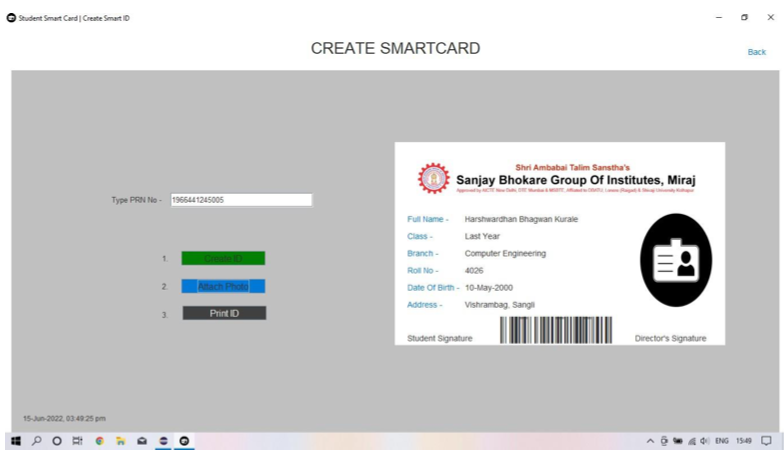 Student Smart Card | Create Smart ID
CREATE SMARTCARD
Back
Type PRN No - 1966441245005
1. Create ID
2. Attach Photo
3. Print ID
Shri Ambabai Talim Sanstha's
Sanjay Bhokare Group Of Institutes, Miraj
Full Name - Harshwardhan Bhagwan Kurale
Class - Last Year
Branch - Computer Engineering
Roll No - 4026
Date Of Birth - 10-May-2000
Address - Vishrambag, Sangli
Student Signature
Director's Signature
15-Jun-2022, 03:49:25 pm
ENG 15:49